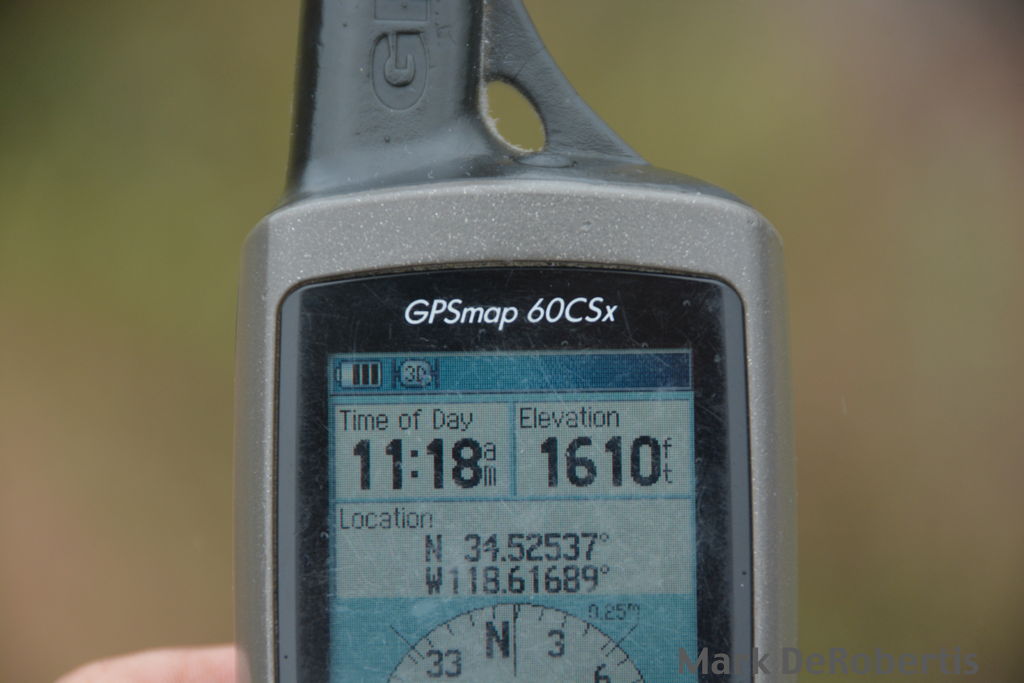 G
GPSmap 60CSx
3D
Time of Day
11:18am
Elevation
1610ft
Location
N 34.52537°
W118.61689°
0.25m
33 N 3 6
Mark DeRobertis